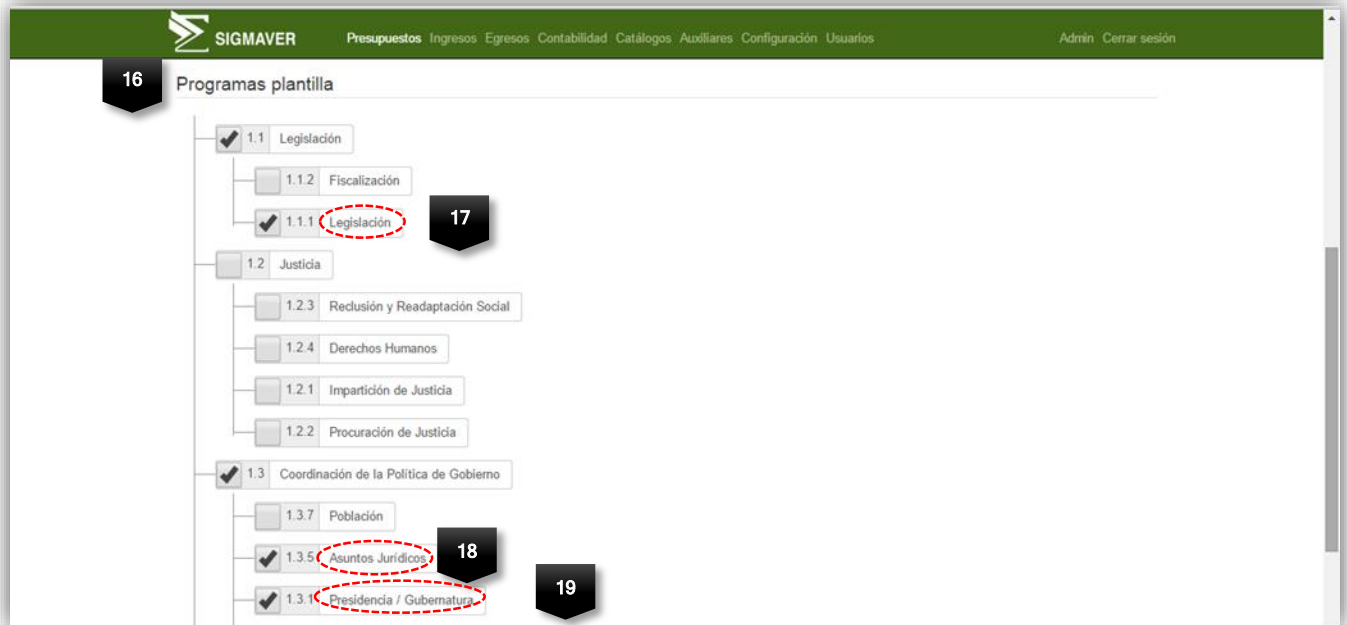 SIGMAVER Presupuestos Ingresos Egresos Contabilidad Catálogos Auxiliares Configuración Usuarios Admin Cerrar sesión
16 Programas plantilla
1.1 Legislación
1.1.2 Fiscalización
1.1.1 Legislación 17
1.2 Justicia
1.2.3 Reclusión y Readaptación Social
1.2.4 Derechos Humanos
1.2.1 Impartición de Justicia
1.2.2 Procuración de Justicia
1.3 Coordinación de la Política de Gobierno
1.3.7 Población
1.3.5 Asuntos Jurídicos 18
1.3.1 Presidencia / Gubernatura 19